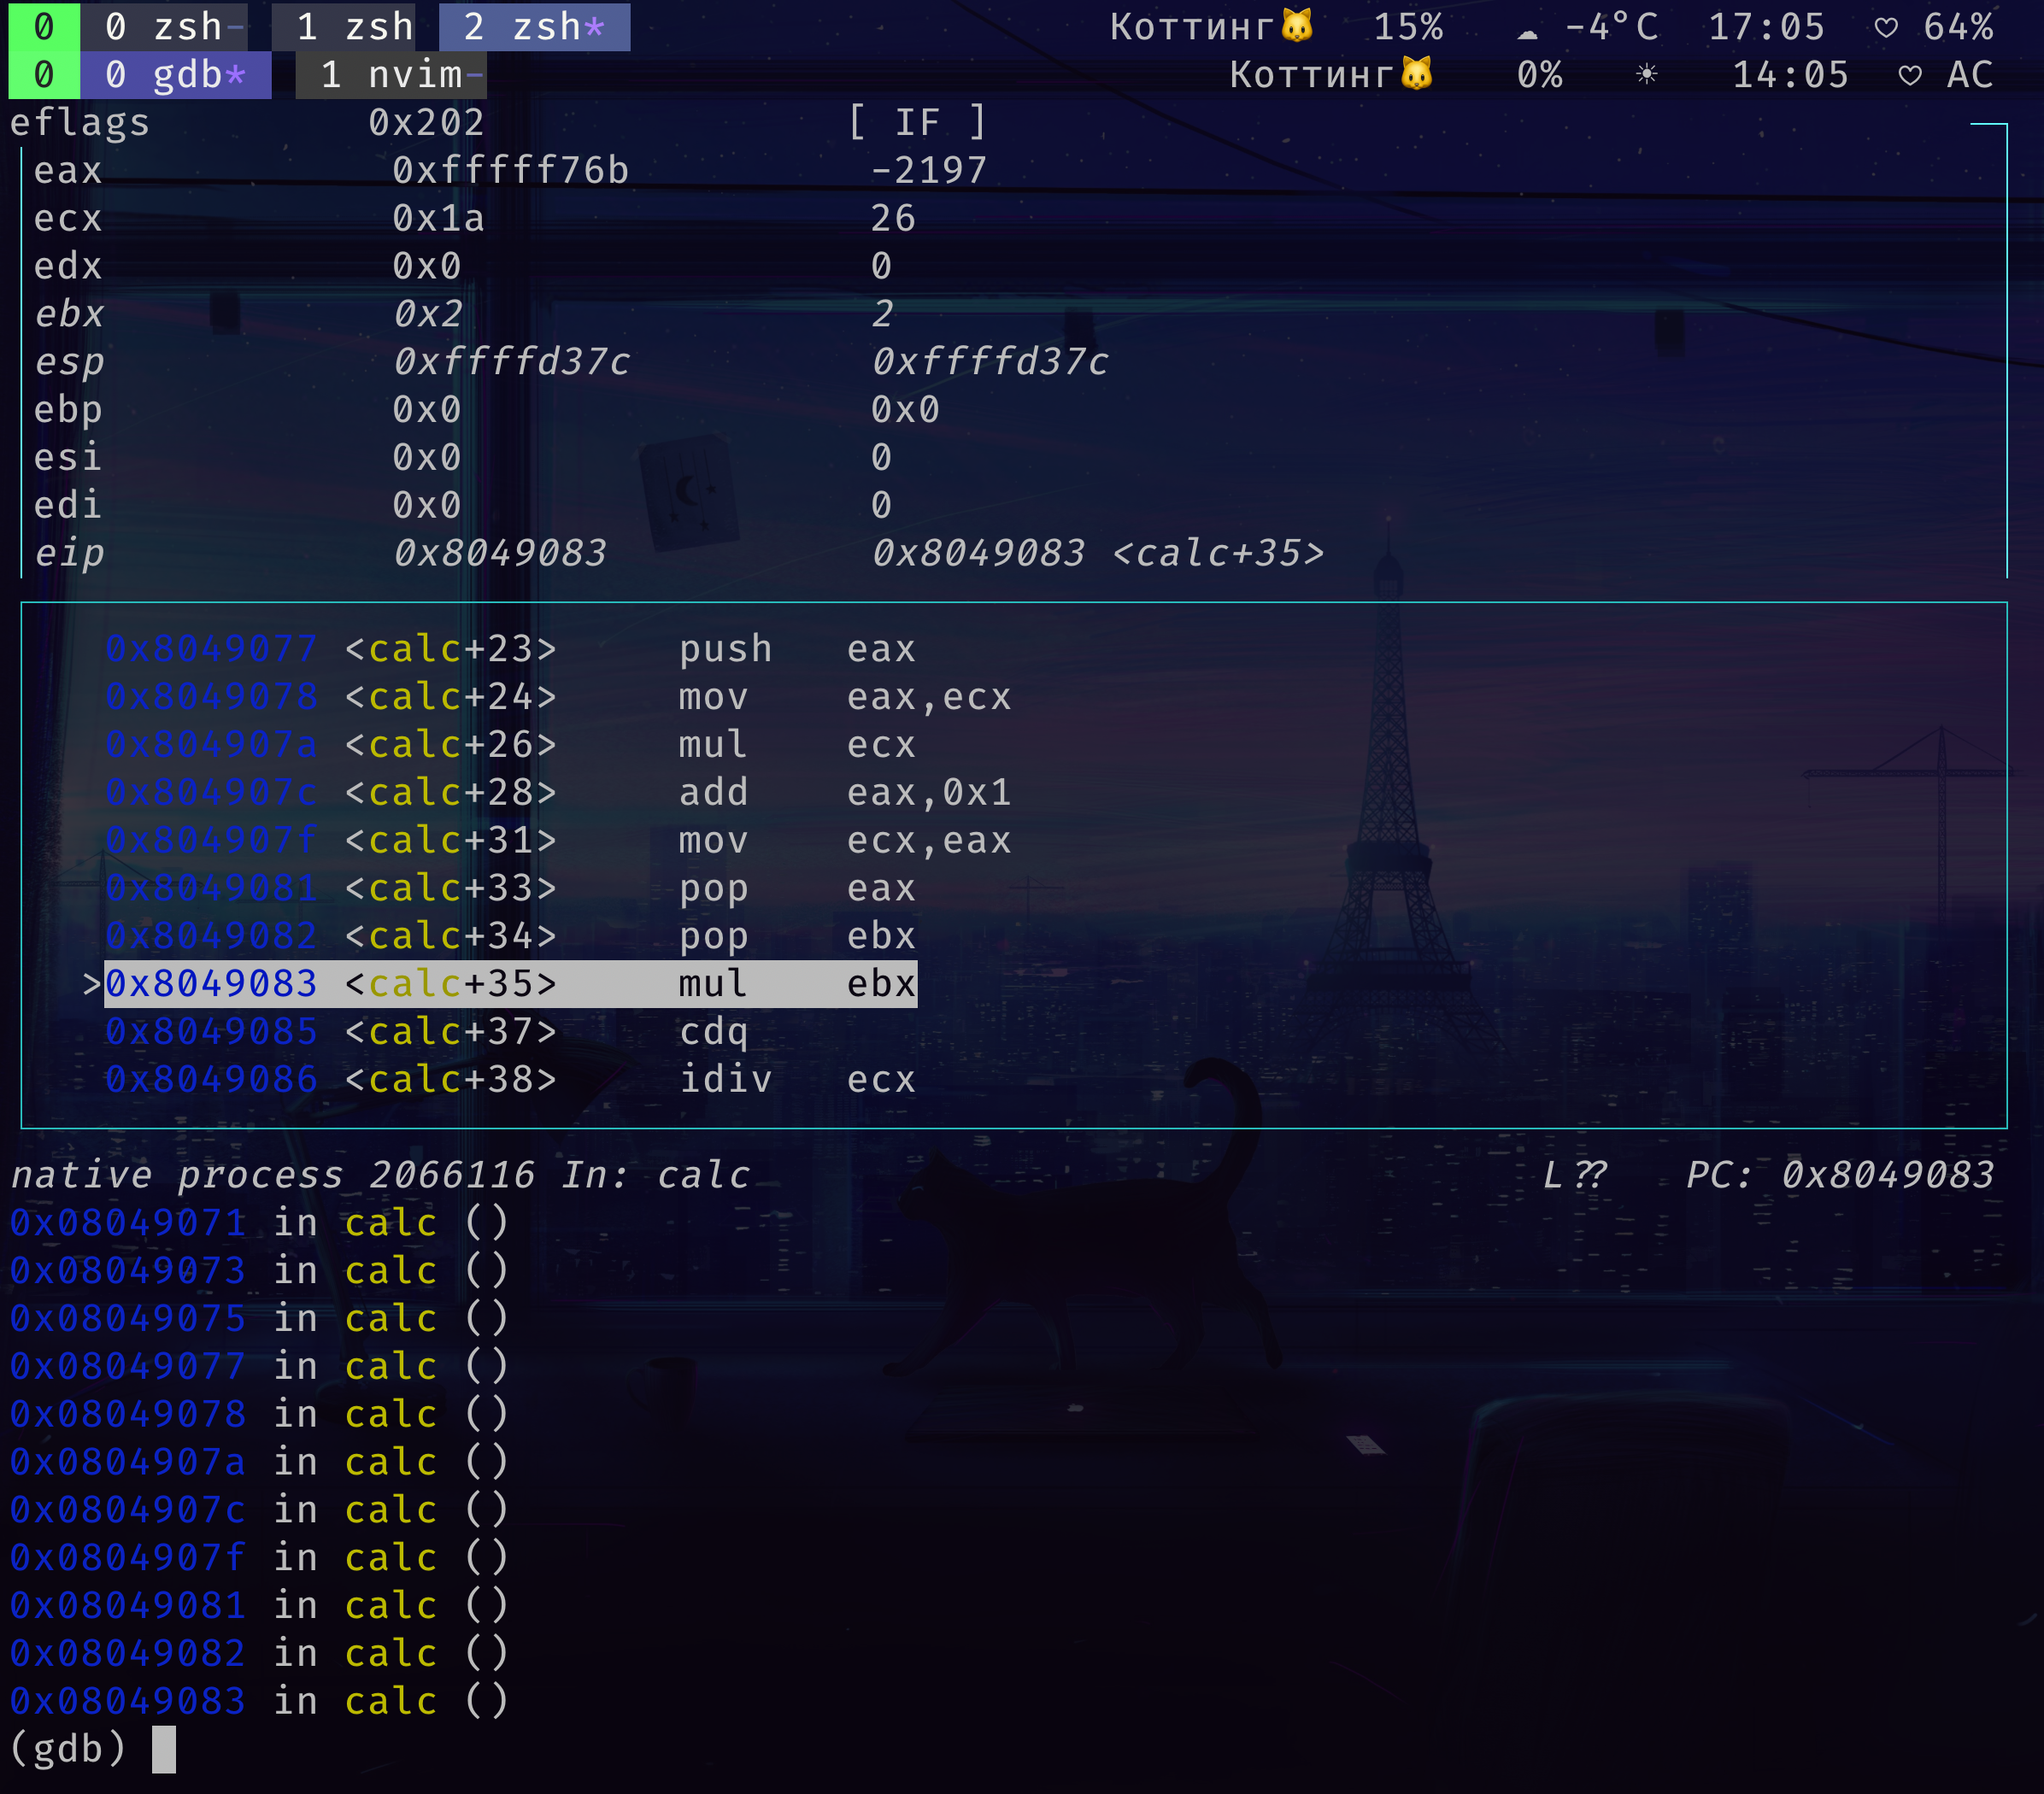 0 0 zsh- 1 zsh 2 zsh* Коттинг🐱 15% ☁ -4°C 17:05 ♡ 64%
0 0 gdb* 1 nvim- Коттинг🐱 0% ☀ 14:05 ♡ AC
eflags 0x202 [ IF ]
eax 0xfffff76b -2197
ecx 0x1a 26
edx 0x0 0
ebx 0x2 2
esp 0xffffd37c 0xffffd37c
ebp 0x0 0x0
esi 0x0 0
edi 0x0 0
eip 0x8049083 0x8049083 <calc+35>
0x8049077 <calc+23> push eax
0x8049078 <calc+24> mov eax,ecx
0x804907a <calc+26> mul ecx
0x804907c <calc+28> add eax,0x1
0x804907f <calc+31> mov ecx,eax
0x8049081 <calc+33> pop eax
0x8049082 <calc+34> pop ebx
>0x8049083 <calc+35> mul ebx
0x8049085 <calc+37> cdq
0x8049086 <calc+38> idiv ecx
native process 2066116 In: calc L?? PC: 0x8049083
0x08049071 in calc ()
0x08049073 in calc ()
0x08049075 in calc ()
0x08049077 in calc ()
0x08049078 in calc ()
0x0804907a in calc ()
0x0804907c in calc ()
0x0804907f in calc ()
0x08049081 in calc ()
0x08049082 in calc ()
0x08049083 in calc ()
(gdb)